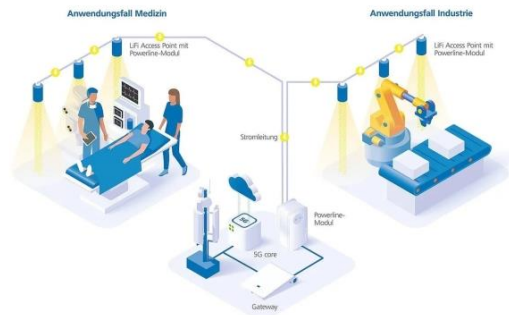 Anwendungsfall Medizin
Anwendungsfall Industrie
LiFi Access Point mit
Powerline-Modul
LiFi Access Point mit
Powerline-Modul
Stromleitung
5G
Powerline-
Modul
5G core
Gateway